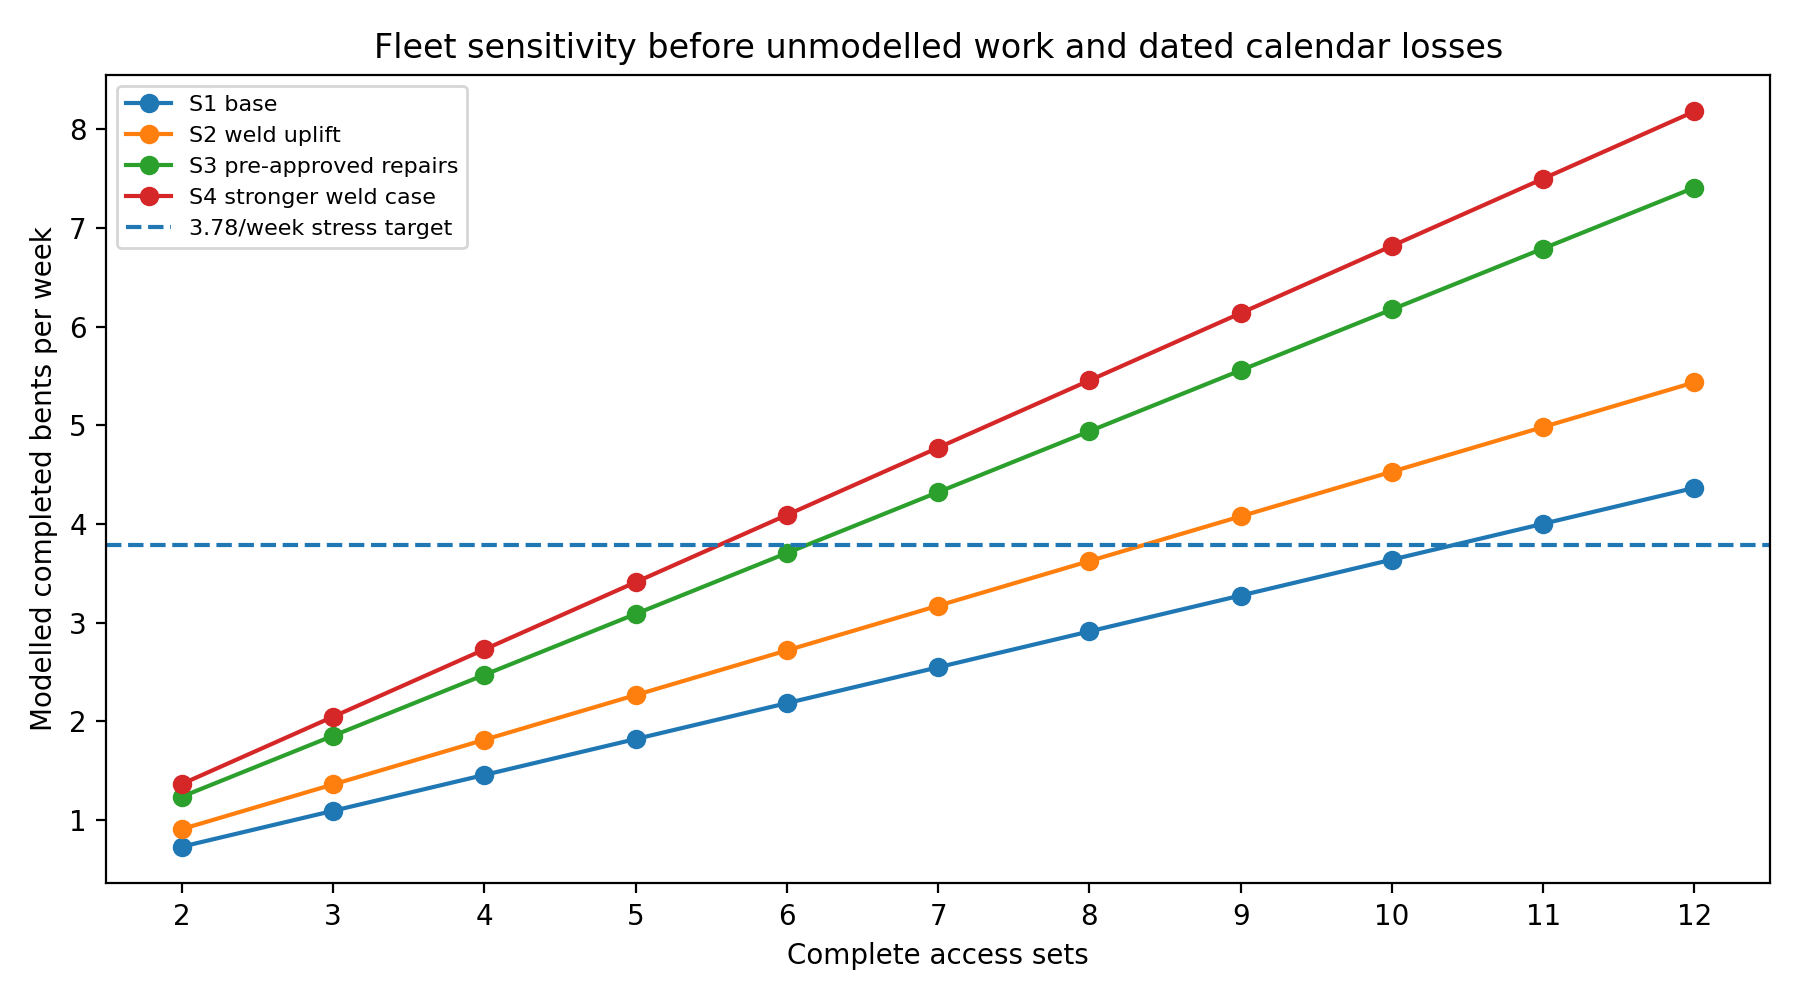 Fleet sensitivity before unmodelled work and dated calendar losses
S1 base
S2 weld uplift
S3 pre-approved repairs
S4 stronger weld case
3.78/week stress target
Modelled completed bents per week
8
7
6
5
4
3
2
1
2 3 4 5 6 7 8 9 10 11 12
Complete access sets